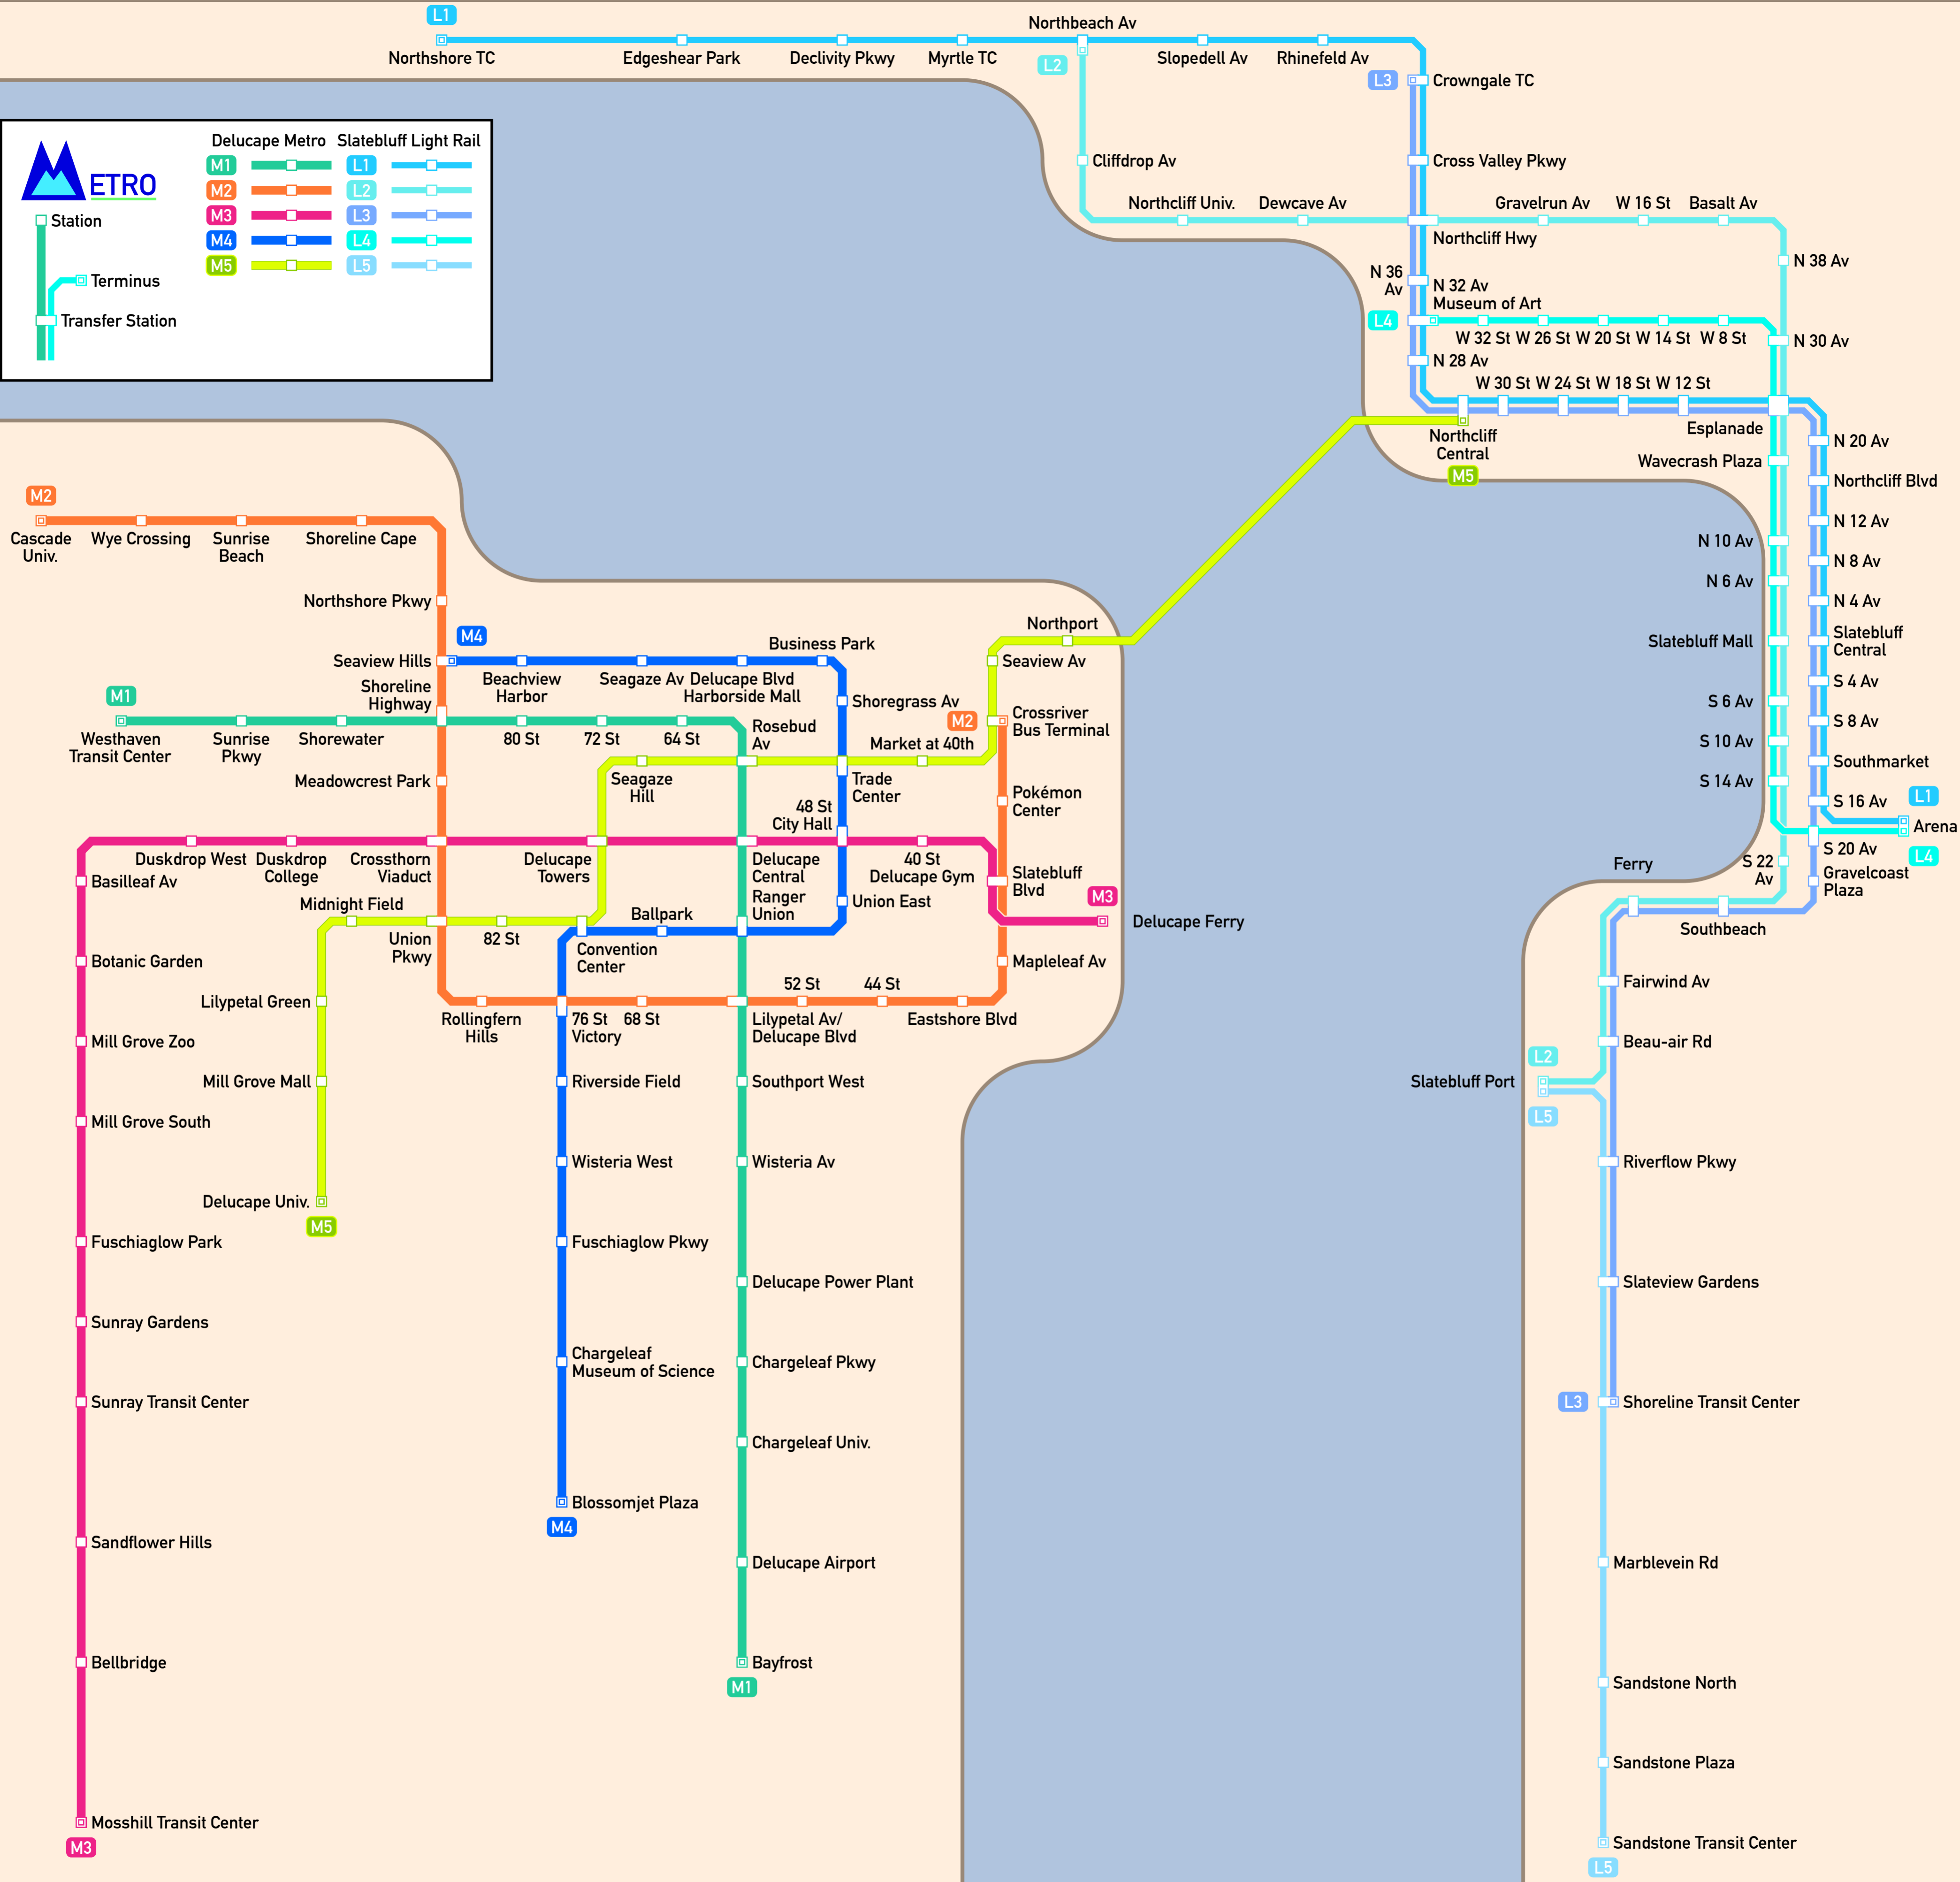 L1
Northbeach Av
Northshore TC
Edgeshear Park
Declivity Pkwy
Myrtle TC
L2
Slopedell Av
Rhinefeld Av
L3
Crowngale TC
Delucape Metro
Slatebluff Light Rail
M1
L1
M2
L2
M3
L3
M4
L4
M5
L5
METRO
Station
Terminus
Transfer Station
Cliffdrop Av
Cross Valley Pkwy
Northcliff Univ.
Dewcave Av
Gravelrun Av
W 16 St
Basalt Av
Northcliff Hwy
N 38 Av
N 36
Av
N 32 Av
Museum of Art
L4
W 32 St
W 26 St
W 20 St
W 14 St
W 8 St
N 30 Av
N 28 Av
W 30 St
W 24 St
W 18 St
W 12 St
Esplanade
Northcliff
Central
M5
N 20 Av
Wavecrash Plaza
Northcliff Blvd
M2
Cascade
Univ.
Wye Crossing
Sunrise
Beach
Shoreline Cape
N 12 Av
N 10 Av
N 8 Av
N 6 Av
Northshore Pkwy
N 4 Av
Northport
M4
Business Park
Slatebluff Mall
Slatebluff
Central
Seaview Hills
Seaview Av
Beachview
Harbor
Seagaze Av
Delucape Blvd
Harborside Mall
S 4 Av
Shoreline
Highway
M1
Shoregrass Av
S 6 Av
M2
Crossriver
Bus Terminal
S 8 Av
Westhaven
Transit Center
Sunrise
Pkwy
Shorewater
80 St
72 St
64 St
Rosebud
Av
Market at 40th
S 10 Av
Southmarket
Meadowcrest Park
Seagaze
Hill
Trade
Center
S 14 Av
Pokémon
Center
S 16 Av
L1
48 St
City Hall
Arena
L4
Duskdrop West
Duskdrop
College
Crossthorn
Viaduct
Delucape
Towers
Delucape
Central
40 St
Delucape Gym
Slatebluff
Blvd
Ferry
S 22
Av
S 20 Av
Gravelcoast
Plaza
Basilleaf Av
M3
Midnight Field
Ranger
Union
Union East
Ballpark
Delucape Ferry
Southbeach
Union
Pkwy
82 St
Convention
Center
Botanic Garden
Mapleleaf Av
Fairwind Av
Lilypetal Green
52 St
44 St
Rollingfern
Hills
76 St
Victory
68 St
Lilypetal Av/
Delucape Blvd
Eastshore Blvd
Mill Grove Zoo
Beau-air Rd
L2
Mill Grove Mall
Riverside Field
Southport West
Slatebluff Port
L5
Mill Grove South
Wisteria West
Wisteria Av
Riverflow Pkwy
Delucape Univ.
M5
Fuschiaglow Park
Fuschiaglow Pkwy
Delucape Power Plant
Slateview Gardens
Sunray Gardens
Chargeleaf
Museum of Science
Chargeleaf Pkwy
Sunray Transit Center
L3
Shoreline Transit Center
Chargeleaf Univ.
Blossomjet Plaza
M4
Sandflower Hills
Delucape Airport
Marblevein Rd
Bellbridge
Bayfrost
M1
Sandstone North
Sandstone Plaza
Mosshill Transit Center
M3
Sandstone Transit Center
L5